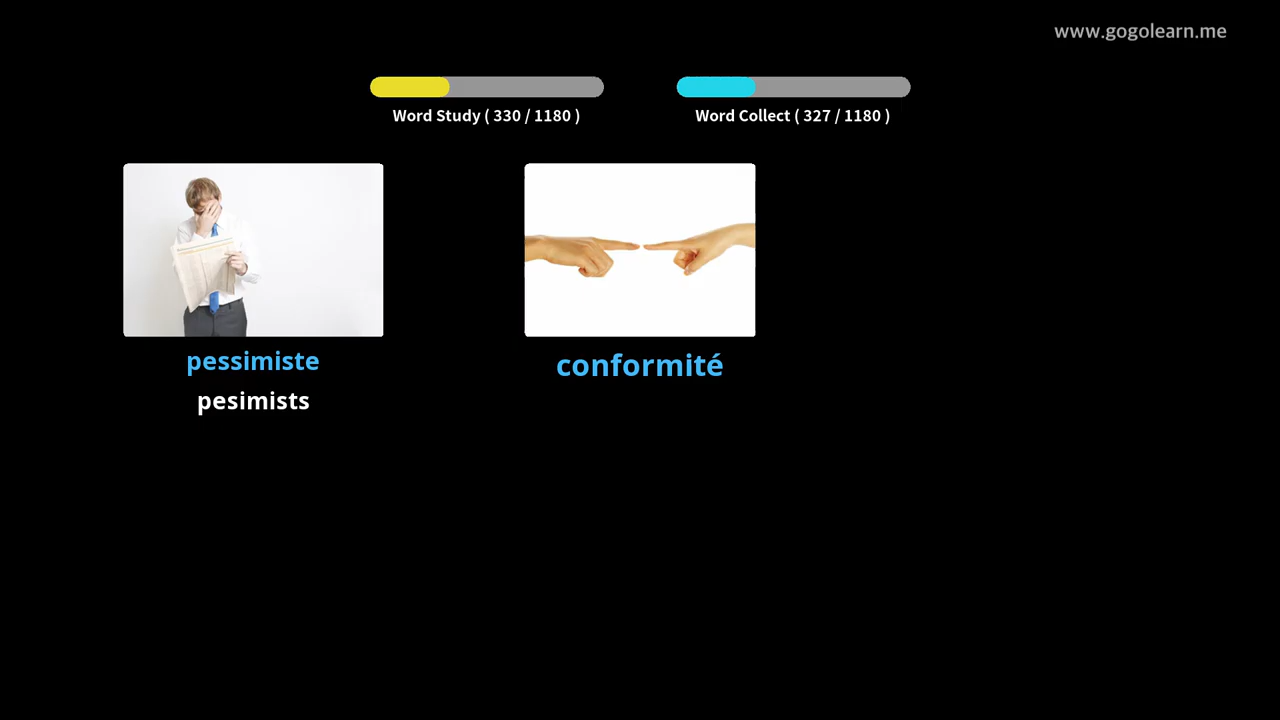 www.gogolearn.me
Word Study ( 330 / 1180 )
Word Collect ( 327 / 1180 )
pessimiste
pesimists
conformité